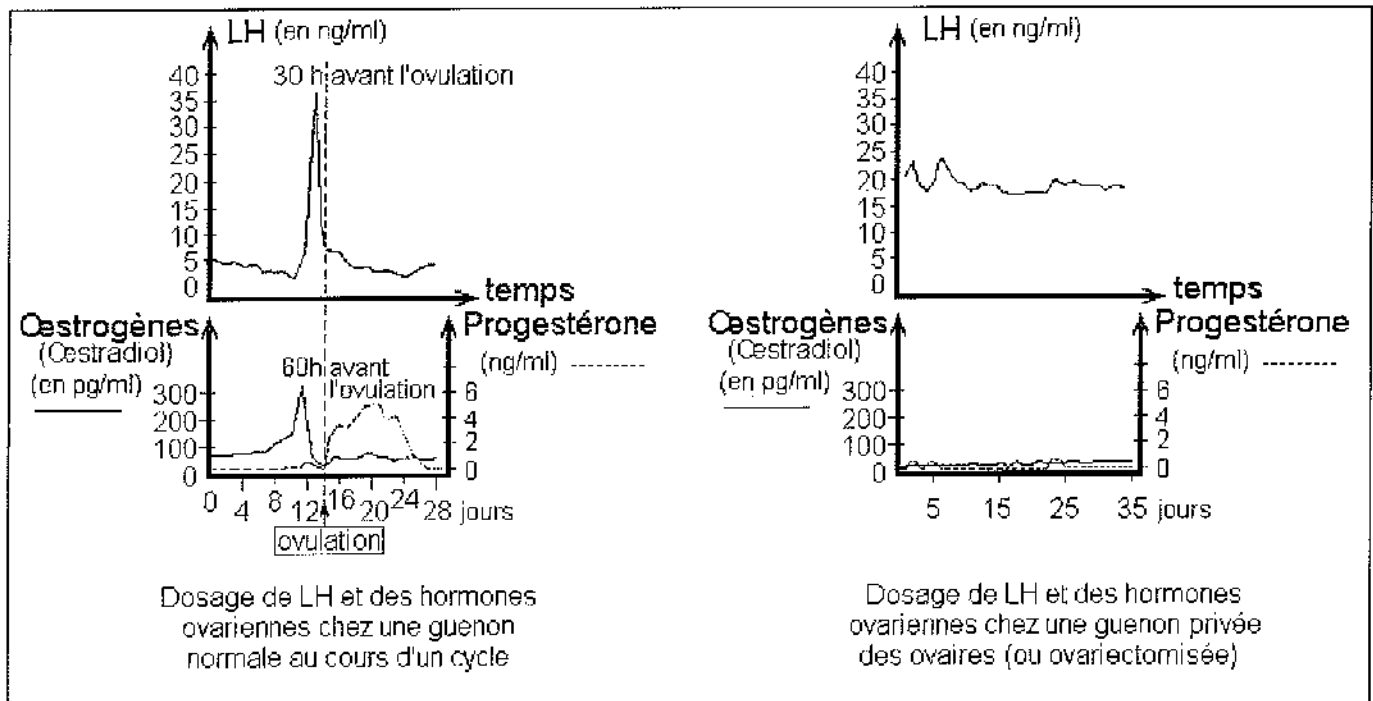 LH (en ng/ml)
30 h avant l'ovulation
40
35
30
25
20
15
10
5
0
temps
Œstrogènes
(Œstradiol)
(en pg/ml)
Progestérone
(ng/ml)
60h avant
l'ovulation
300
200
100
0
6
4
2
0
0 4 8 12 16 20 24 28 jours
ovulation
Dosage de LH et des hormones
ovariennes chez une guenon
normale au cours d'un cycle
LH (en ng/ml)
40
35
30
25
20
15
10
5
0
temps
Œstrogènes
(Œstradiol)
(en pg/ml)
Progestérone
(ng/ml)
300
200
100
0
6
4
2
0
5 15 25 35 jours
Dosage de LH et des hormones
ovariennes chez une guenon privée
des ovaires (ou ovariectomisée)